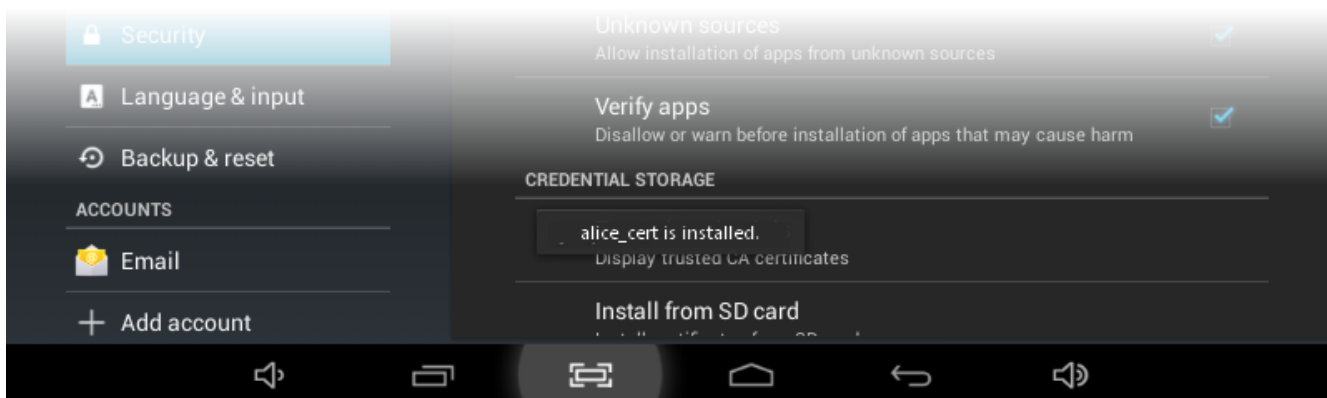 Security
Language & input
Backup & reset
ACCOUNTS
Email
Add account
Unknown sources
Allow installation of apps from unknown sources
Verify apps
Disallow or warn before installation of apps that may cause harm
CREDENTIAL STORAGE
alice_cert is installed.
Display trusted CA certificates
Install from SD card